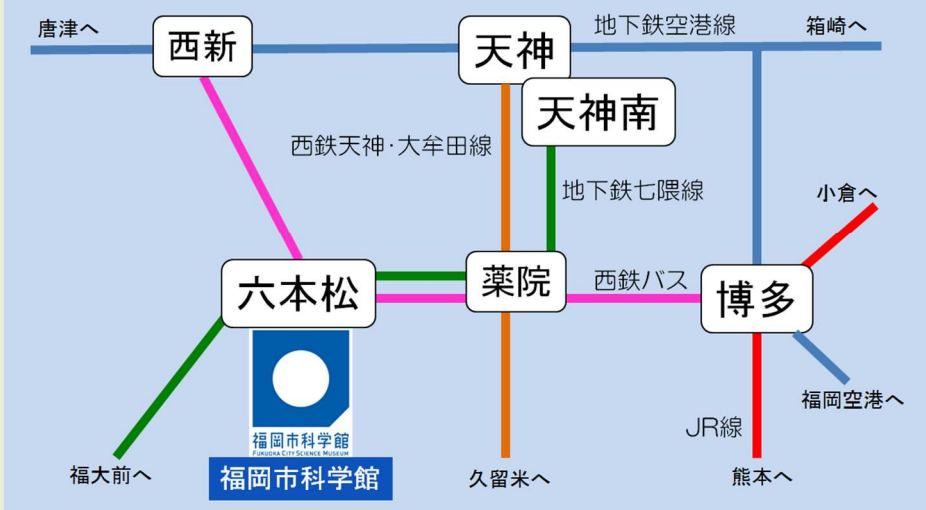 唐津へ
西新
天神
地下鉄空港線
箱崎へ
天神南
西鉄天神・大牟田線
地下鉄七隈線
小倉へ
六本松
薬院
西鉄バス
博多
福岡空港へ
福岡市科学館
FUKUOKA CITY SCIENCE MUSEUM
JR線
福大前へ
福岡市科学館
久留米へ
熊本へ